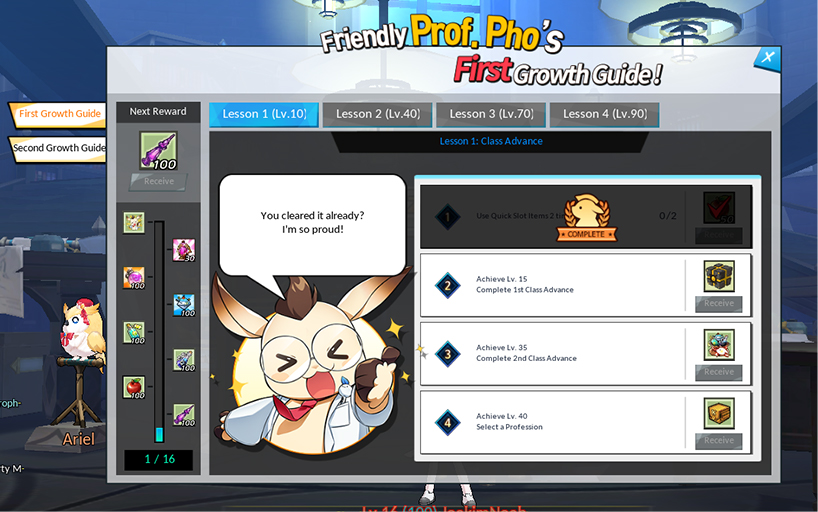 Friendly Prof. Pho's
First Growth Guide!
First Growth Guide
Second Growth Guide
Next Reward
100
Receive
30
100
100
100
100
100
100
1 / 16
Lesson 1 (Lv.10)
Lesson 2 (Lv.40)
Lesson 3 (Lv.70)
Lesson 4 (Lv.90)
Lesson 1: Class Advance
You cleared it already?
I'm so proud!
1
Use Quick Slot Items 2
0/2
COMPLETE
2
Achieve Lv. 15
Complete 1st Class Advance
Receive
3
Achieve Lv. 35
Complete 2nd Class Advance
Receive
4
Achieve Lv. 40
Select a Profession
Receive
Ariel
roph-
rty M-